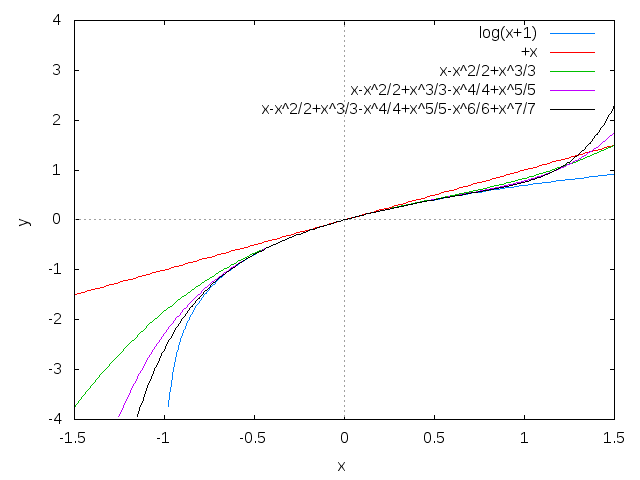 4
log(x+1)
+x
3
x-x^2/2+x^3/3
x-x^2/2+x^3/3-x^4/4+x^5/5
x-x^2/2+x^3/3-x^4/4+x^5/5-x^6/6+x^7/7
2
1
y
0
-1
-2
-3
-4
-1.5 -1 -0.5 0 0.5 1 1.5
x